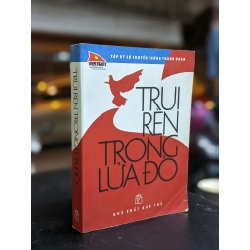 TẬP KÝ SỰ TRUYỀN THỐNG THANH NIÊN
TRUI
RÈN
TRONG
LỬA ĐỎ
NHÀ XUẤT BẢN TRẺ
TRUI RÈN TRONG LỬA ĐỎ